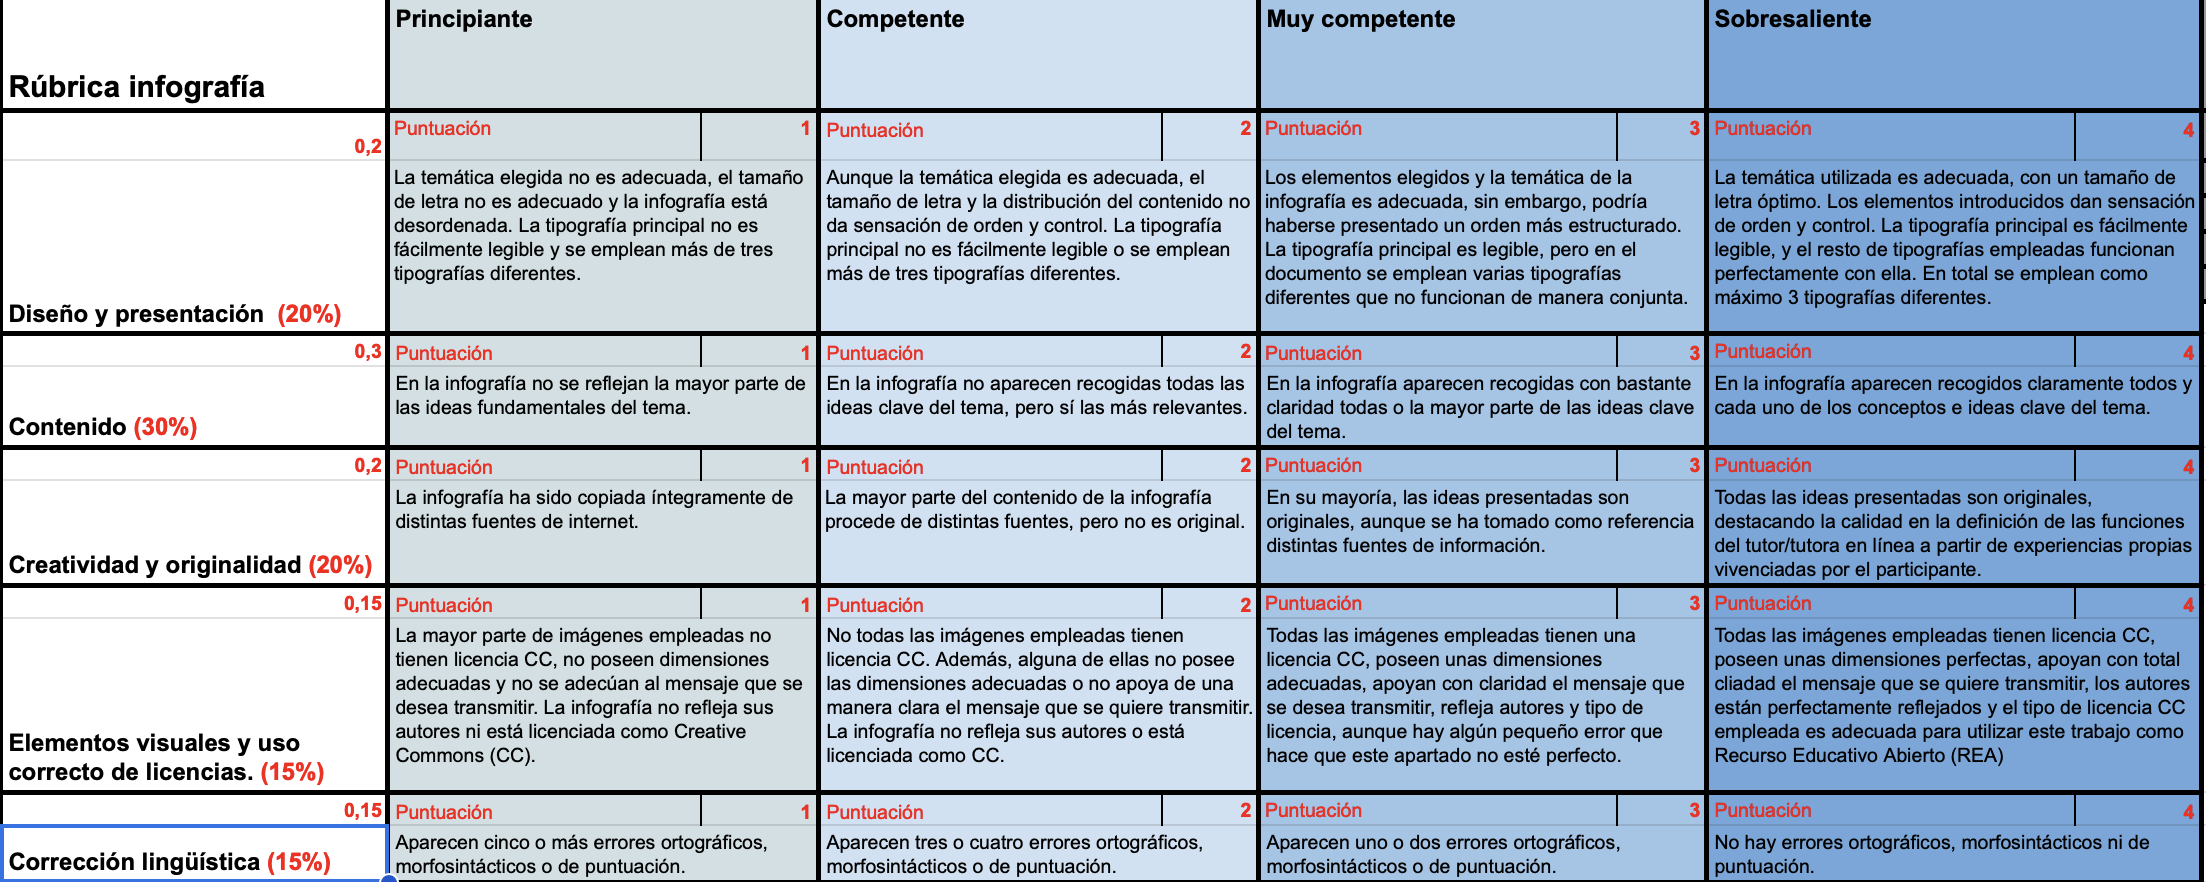 Rúbrica infografía
Principiante
Competente
Muy competente
Sobresaliente
0,2
Puntuación 1
Puntuación 2
Puntuación 3
Puntuación 4
Diseño y presentación (20%)
La temática elegida no es adecuada, el tamaño
de letra no es adecuado y la infografía está
desordenada. La tipografía principal no es
fácilmente legible y se emplean más de tres
tipografías diferentes.
Aunque la temática elegida es adecuada, el
tamaño de letra y la distribución del contenido no
da sensación de orden y control. La tipografía
principal no es fácilmente legible o se emplean
más de tres tipografías diferentes.
Los elementos elegidos y la temática de la
infografía es adecuada, sin embargo, podría
haberse presentado un orden más estructurado.
La tipografía principal es legible, pero en el
documento se emplean varias tipografías
diferentes que no funcionan de manera conjunta.
La temática utilizada es adecuada, con un tamaño de
letra óptimo. Los elementos introducidos dan sensación
de orden y control. La tipografía principal es fácilmente
legible, y el resto de tipografías empleadas funcionan
perfectamente con ella. En total se emplean como
máximo 3 tipografías diferentes.
0,3
Puntuación 1
Puntuación 2
Puntuación 3
Puntuación 4
Contenido (30%)
En la infografía no se reflejan la mayor parte de
las ideas fundamentales del tema.
En la infografía no aparecen recogidas todas las
ideas clave del tema, pero sí las más relevantes.
En la infografía aparecen recogidas con bastante
claridad todas o la mayor parte de las ideas clave
del tema.
En la infografía aparecen recogidos claramente todos y
cada uno de los conceptos e ideas clave del tema.
0,2
Puntuación 1
Puntuación 2
Puntuación 3
Puntuación 4
Creatividad y originalidad (20%)
La infografía ha sido copiada íntegramente de
distintas fuentes de internet.
La mayor parte del contenido de la infografía
procede de distintas fuentes, pero no es original.
En su mayoría, las ideas presentadas son
originales, aunque se ha tomado como referencia
distintas fuentes de información.
Todas las ideas presentadas son originales,
destacando la calidad en la definición de las funciones
del tutor/tutora en línea a partir de experiencias propias
vivenciadas por el participante.
0,15
Puntuación 1
Puntuación 2
Puntuación 3
Puntuación 4
Elementos visuales y uso
correcto de licencias. (15%)
La mayor parte de imágenes empleadas no
tienen licencia CC, no poseen dimensiones
adecuadas y no se adecúan al mensaje que se
desea transmitir. La infografía no refleja sus
autores ni está licenciada como Creative
Commons (CC).
No todas las imágenes empleadas tienen
licencia CC. Además, alguna de ellas no posee
las dimensiones adecuadas o no apoya de una
manera clara el mensaje que se quiere transmitir.
La infografía no refleja sus autores o está
licenciada como CC.
Todas las imágenes empleadas tienen una
licencia CC, poseen unas dimensiones
adecuadas, apoyan con claridad el mensaje que
se desea transmitir, refleja autores y tipo de
licencia, aunque hay algún pequeño error que
hace que este apartado no esté perfecto.
Todas las imágenes empleadas tienen licencia CC,
poseen unas dimensiones perfectas, apoyan con total
cliadad el mensaje que se quiere transmitir, los autores
están perfectamente reflejados y el tipo de licencia CC
empleada es adecuada para utilizar este trabajo como
Recurso Educativo Abierto (REA)
0,15
Puntuación 1
Puntuación 2
Puntuación 3
Puntuación 4
Corrección lingüística (15%)
Aparecen cinco o más errores ortográficos,
morfosintácticos o de puntuación.
Aparecen tres o cuatro errores ortográficos,
morfosintácticos o de puntuación.
Aparecen uno o dos errores ortográficos,
morfosintácticos o de puntuación.
No hay errores ortográficos, morfosintácticos ni de
puntuación.